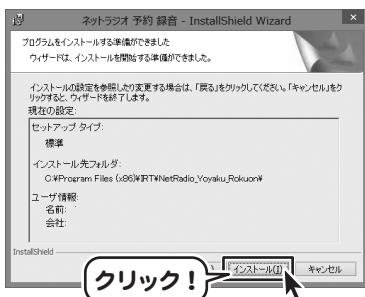 ネットラジオ 予約 録音 - InstallShield Wizard
プログラムをインストールする準備ができました
ウィザードは、インストールを開始する準備ができました。
インストールの設定を参照したり変更する場合は、「戻る」をクリックしてください。「キャンセル」をク
リックすると、ウィザードを終了します。
現在の設定:
セットアップ タイプ:
標準
インストール先フォルダ:
C:¥Program Files (x86)¥IRT¥NetRadio_Yoyaku_Rokuon¥
ユーザ情報:
名前:
会社:
InstallShield
インストール(I)
キャンセル
クリック！